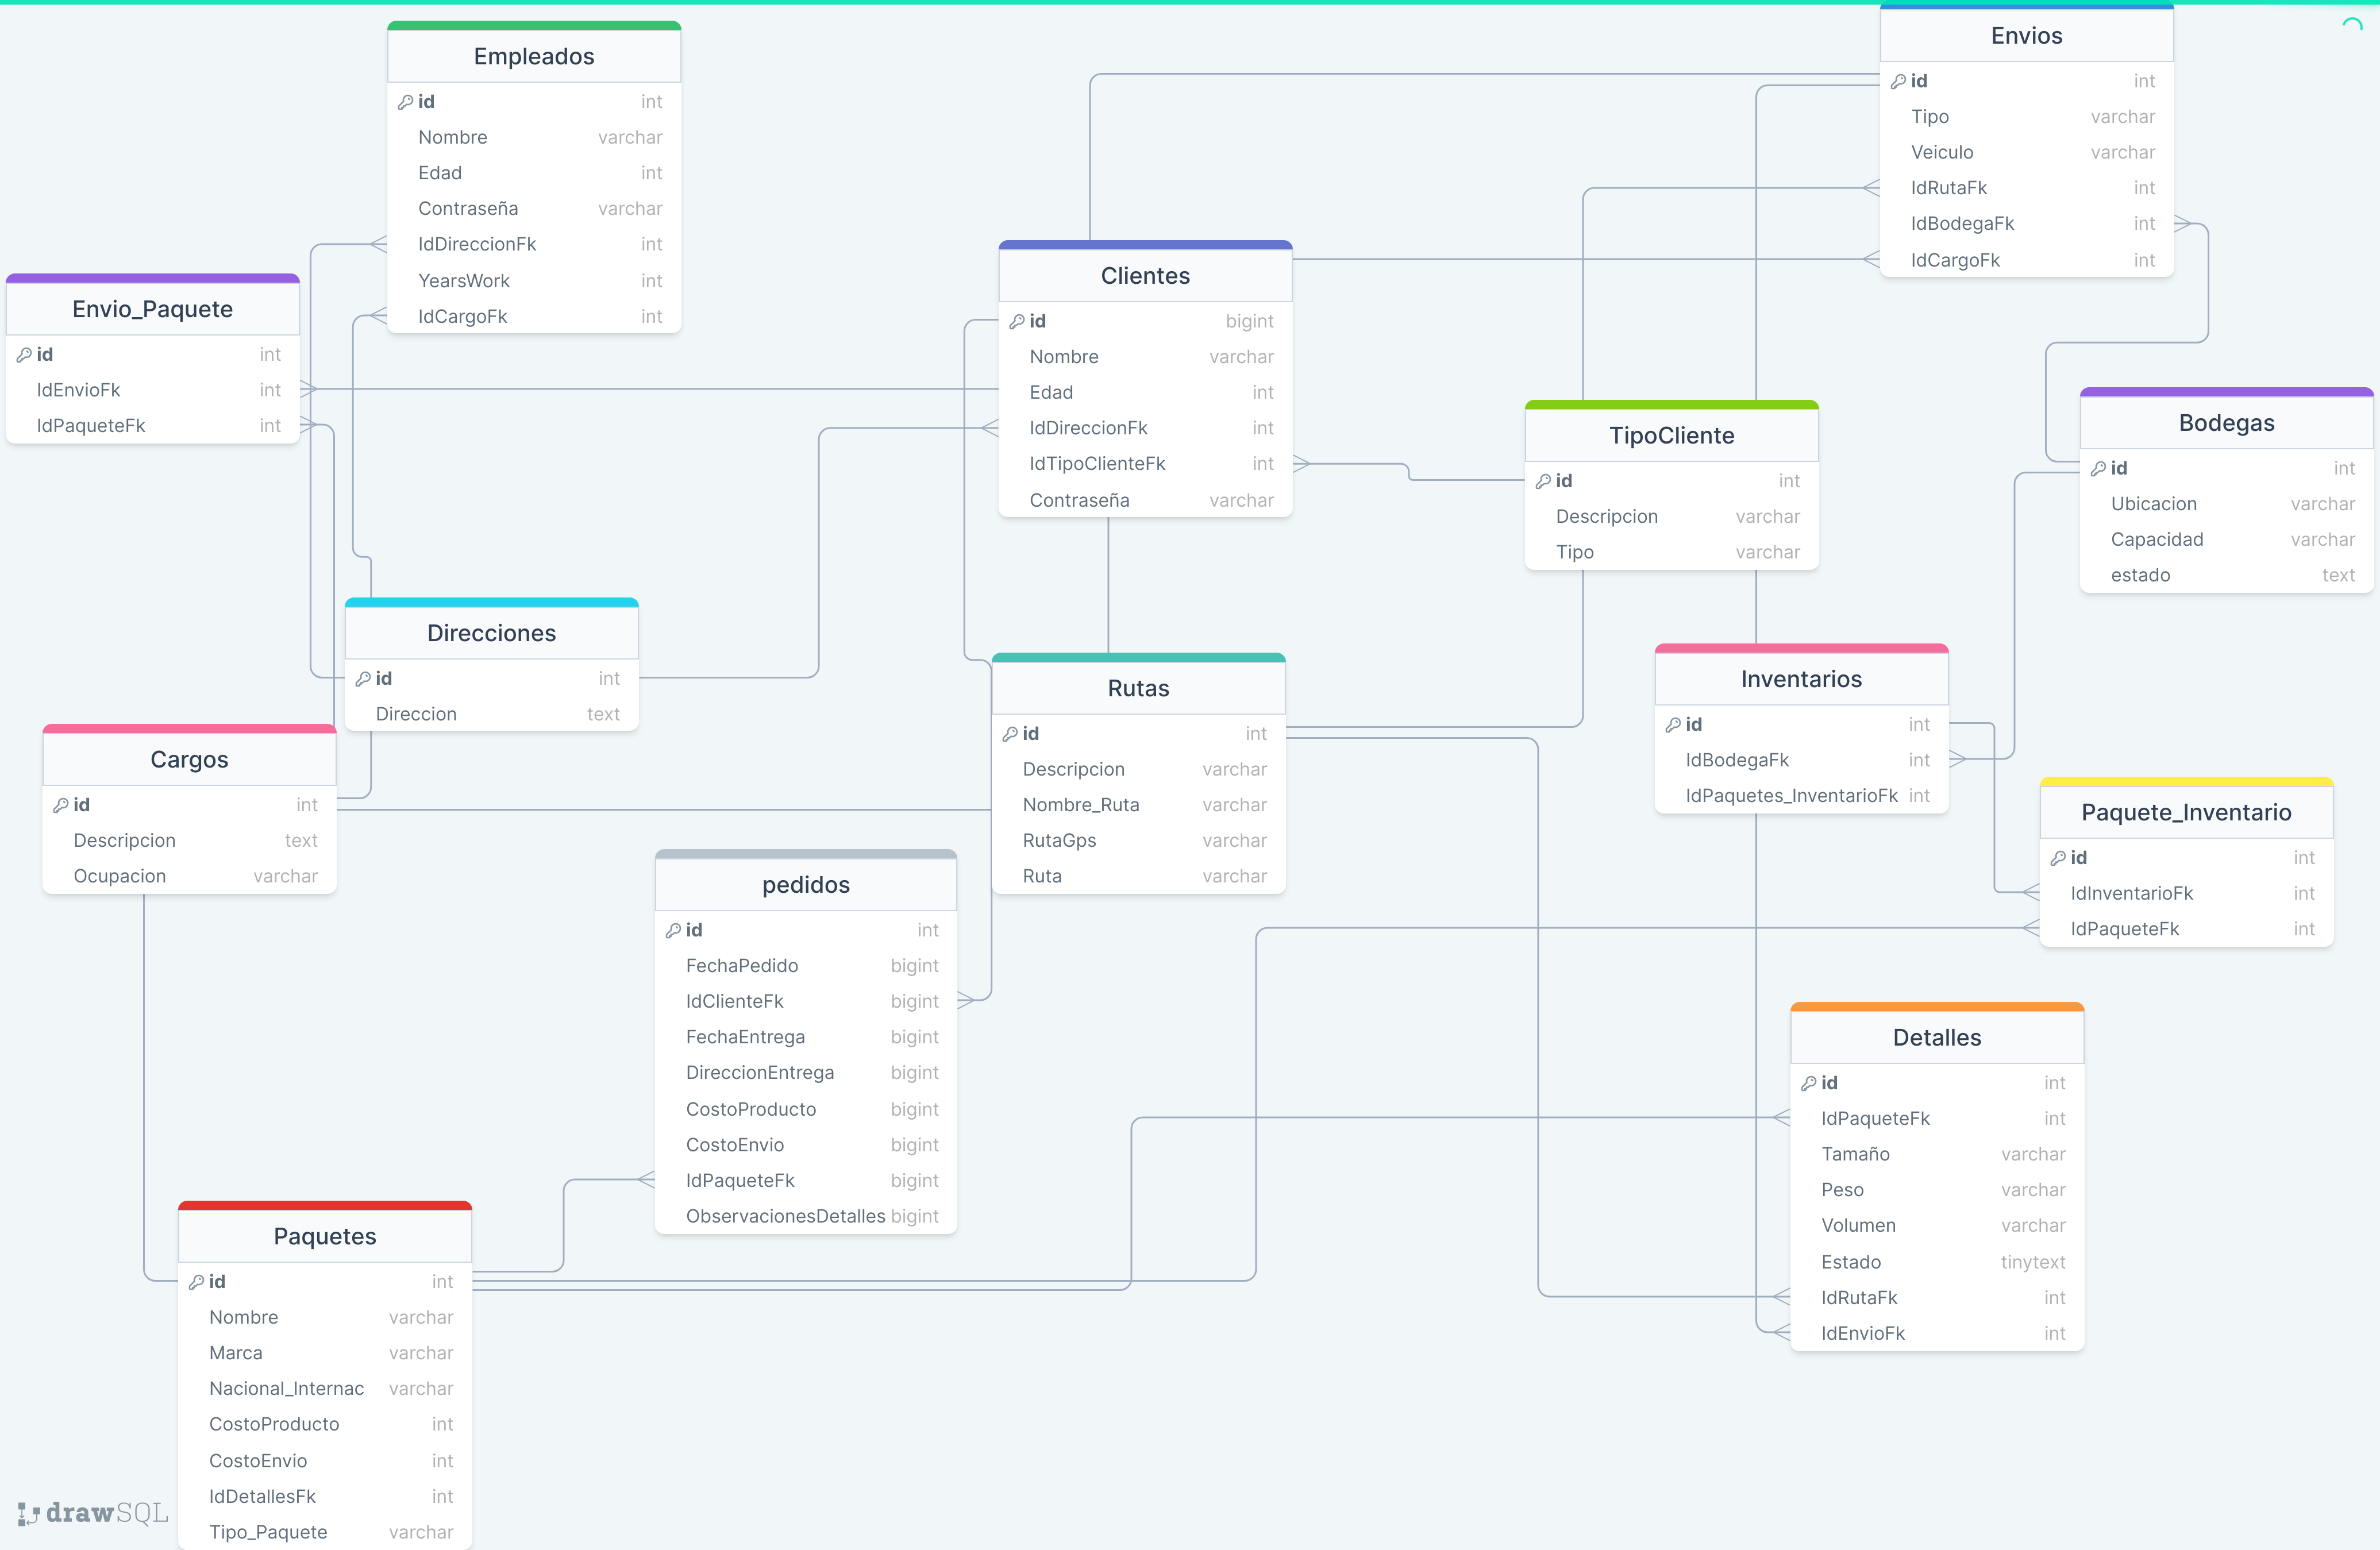 Empleados
id int
Nombre varchar
Edad int
Contraseña varchar
IdDireccionFk int
YearsWork int
IdCargoFk int
Envios
id int
Tipo varchar
Veiculo varchar
IdRutaFk int
IdBodegaFk int
IdCargoFk int
Envio_Paquete
id int
IdEnvioFk int
IdPaqueteFk int
Clientes
id bigint
Nombre varchar
Edad int
IdDireccionFk int
IdTipoClienteFk int
Contraseña varchar
TipoCliente
id int
Descripcion varchar
Tipo varchar
Bodegas
id int
Ubicacion varchar
Capacidad varchar
estado text
Direcciones
id int
Direccion text
Cargos
id int
Descripcion text
Ocupacion varchar
Rutas
id int
Descripcion varchar
Nombre_Ruta varchar
RutaGps varchar
Ruta varchar
Inventarios
id int
IdBodegaFk int
IdPaquetes_InventarioFk int
Paquete_Inventario
id int
IdInventarioFk int
IdPaqueteFk int
pedidos
id int
FechaPedido bigint
IdClienteFk bigint
FechaEntrega bigint
DireccionEntrega bigint
CostoProducto bigint
CostoEnvio bigint
IdPaqueteFk bigint
ObservacionesDetalles bigint
Detalles
id int
IdPaqueteFk int
Tamaño varchar
Peso varchar
Volumen varchar
Estado tinytext
IdRutaFk int
IdEnvioFk int
Paquetes
id int
Nombre varchar
Marca varchar
Nacional_Internac varchar
CostoProducto int
CostoEnvio int
IdDetallesFk int
Tipo_Paquete varchar
drawSQL